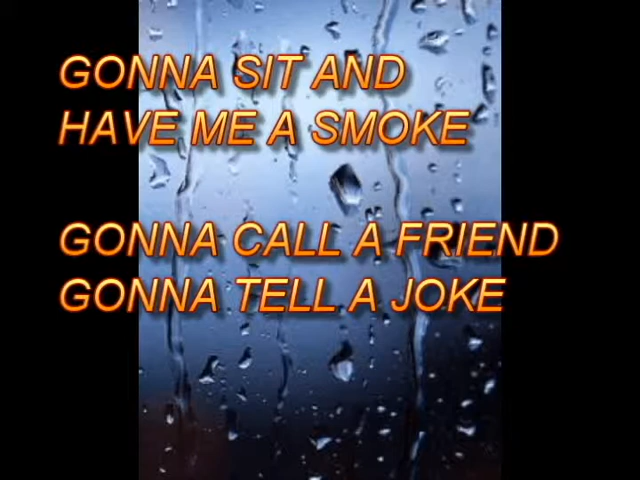 GONNA SIT AND
HAVE ME A SMOKE
GONNA CALL A FRIEND
GONNA TELL A JOKE